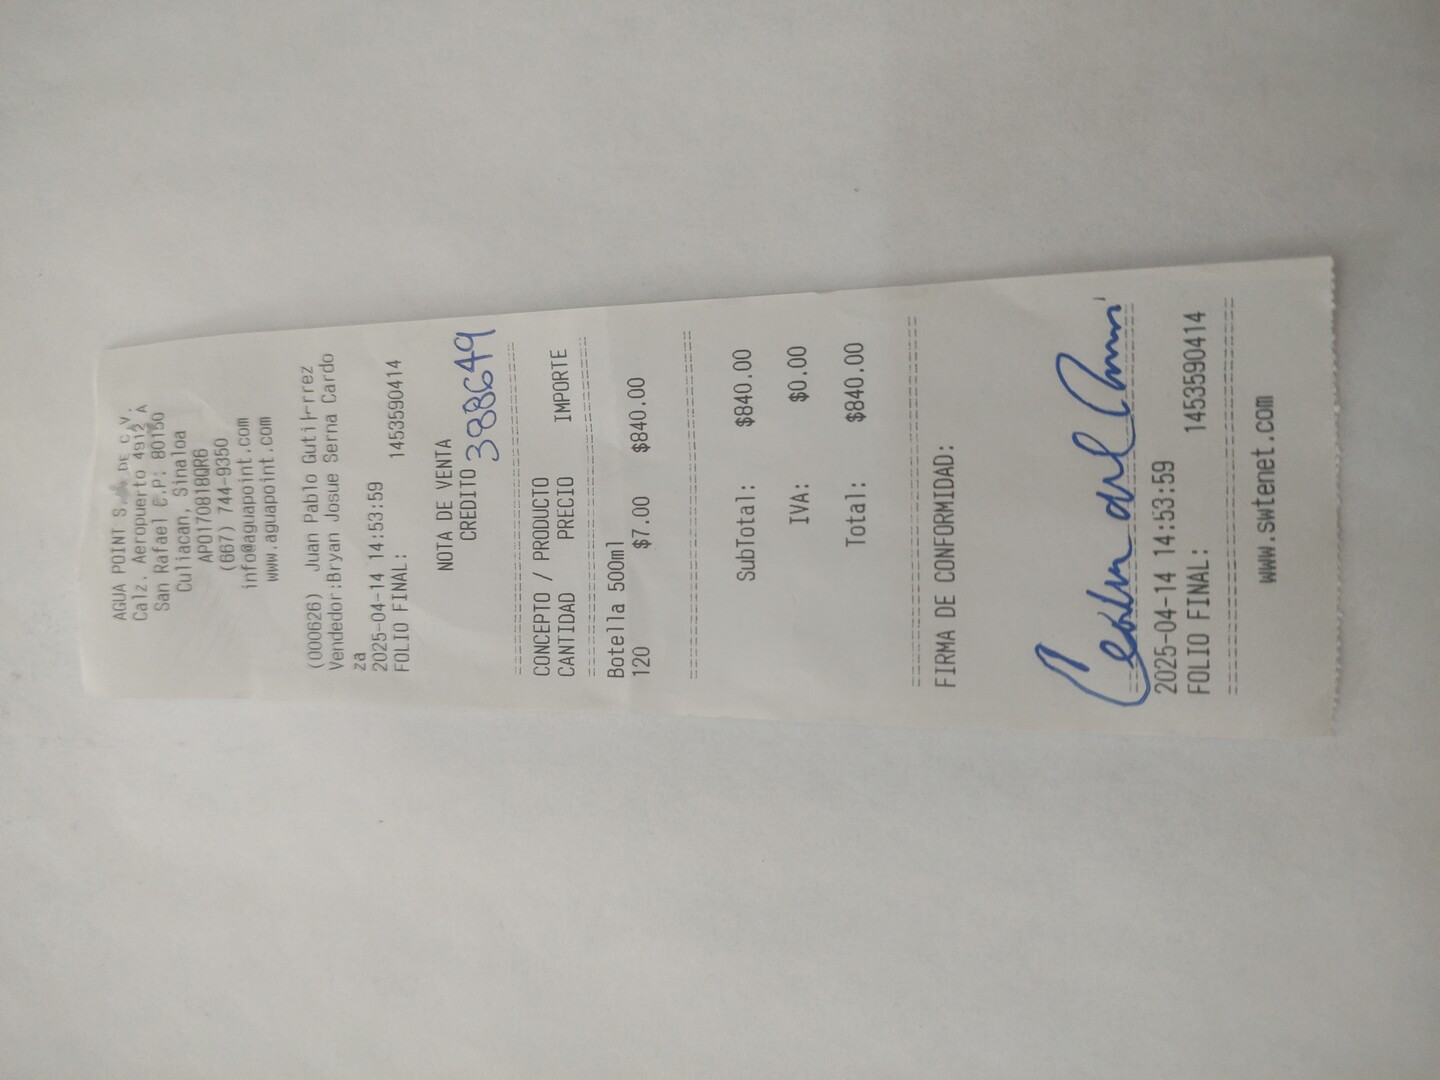 AGUA POINT S. DE C.V.
Calz. Aeropuerto 4912 A
San Rafael C.P: 80150
Culiacan, Sinaloa
APO170818QR6
(667) 744-9350
info@aguapoint.com
www.aguapoint.com
(000626) Juan Pablo Guti├rrez
Vendedor:Bryan Josue Serna Cardo
za
2025-04-14 14:53:59
FOLIO FINAL: 1453590414
NOTA DE VENTA
CREDITO 388649
================================
CONCEPTO / PRODUCTO
CANTIDAD PRECIO IMPORTE
================================
Botella 500ml
120 $7.00 $840.00
================================
SubTotal: $840.00
IVA: $0.00
Total: $840.00
================================
FIRMA DE CONFORMIDAD:
================================
2025-04-14 14:53:59
FOLIO FINAL: 1453590414
================================
www.swtenet.com